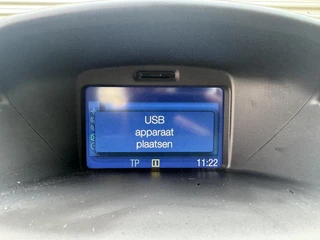 USB
apparaat
plaatsen
TP 11:22